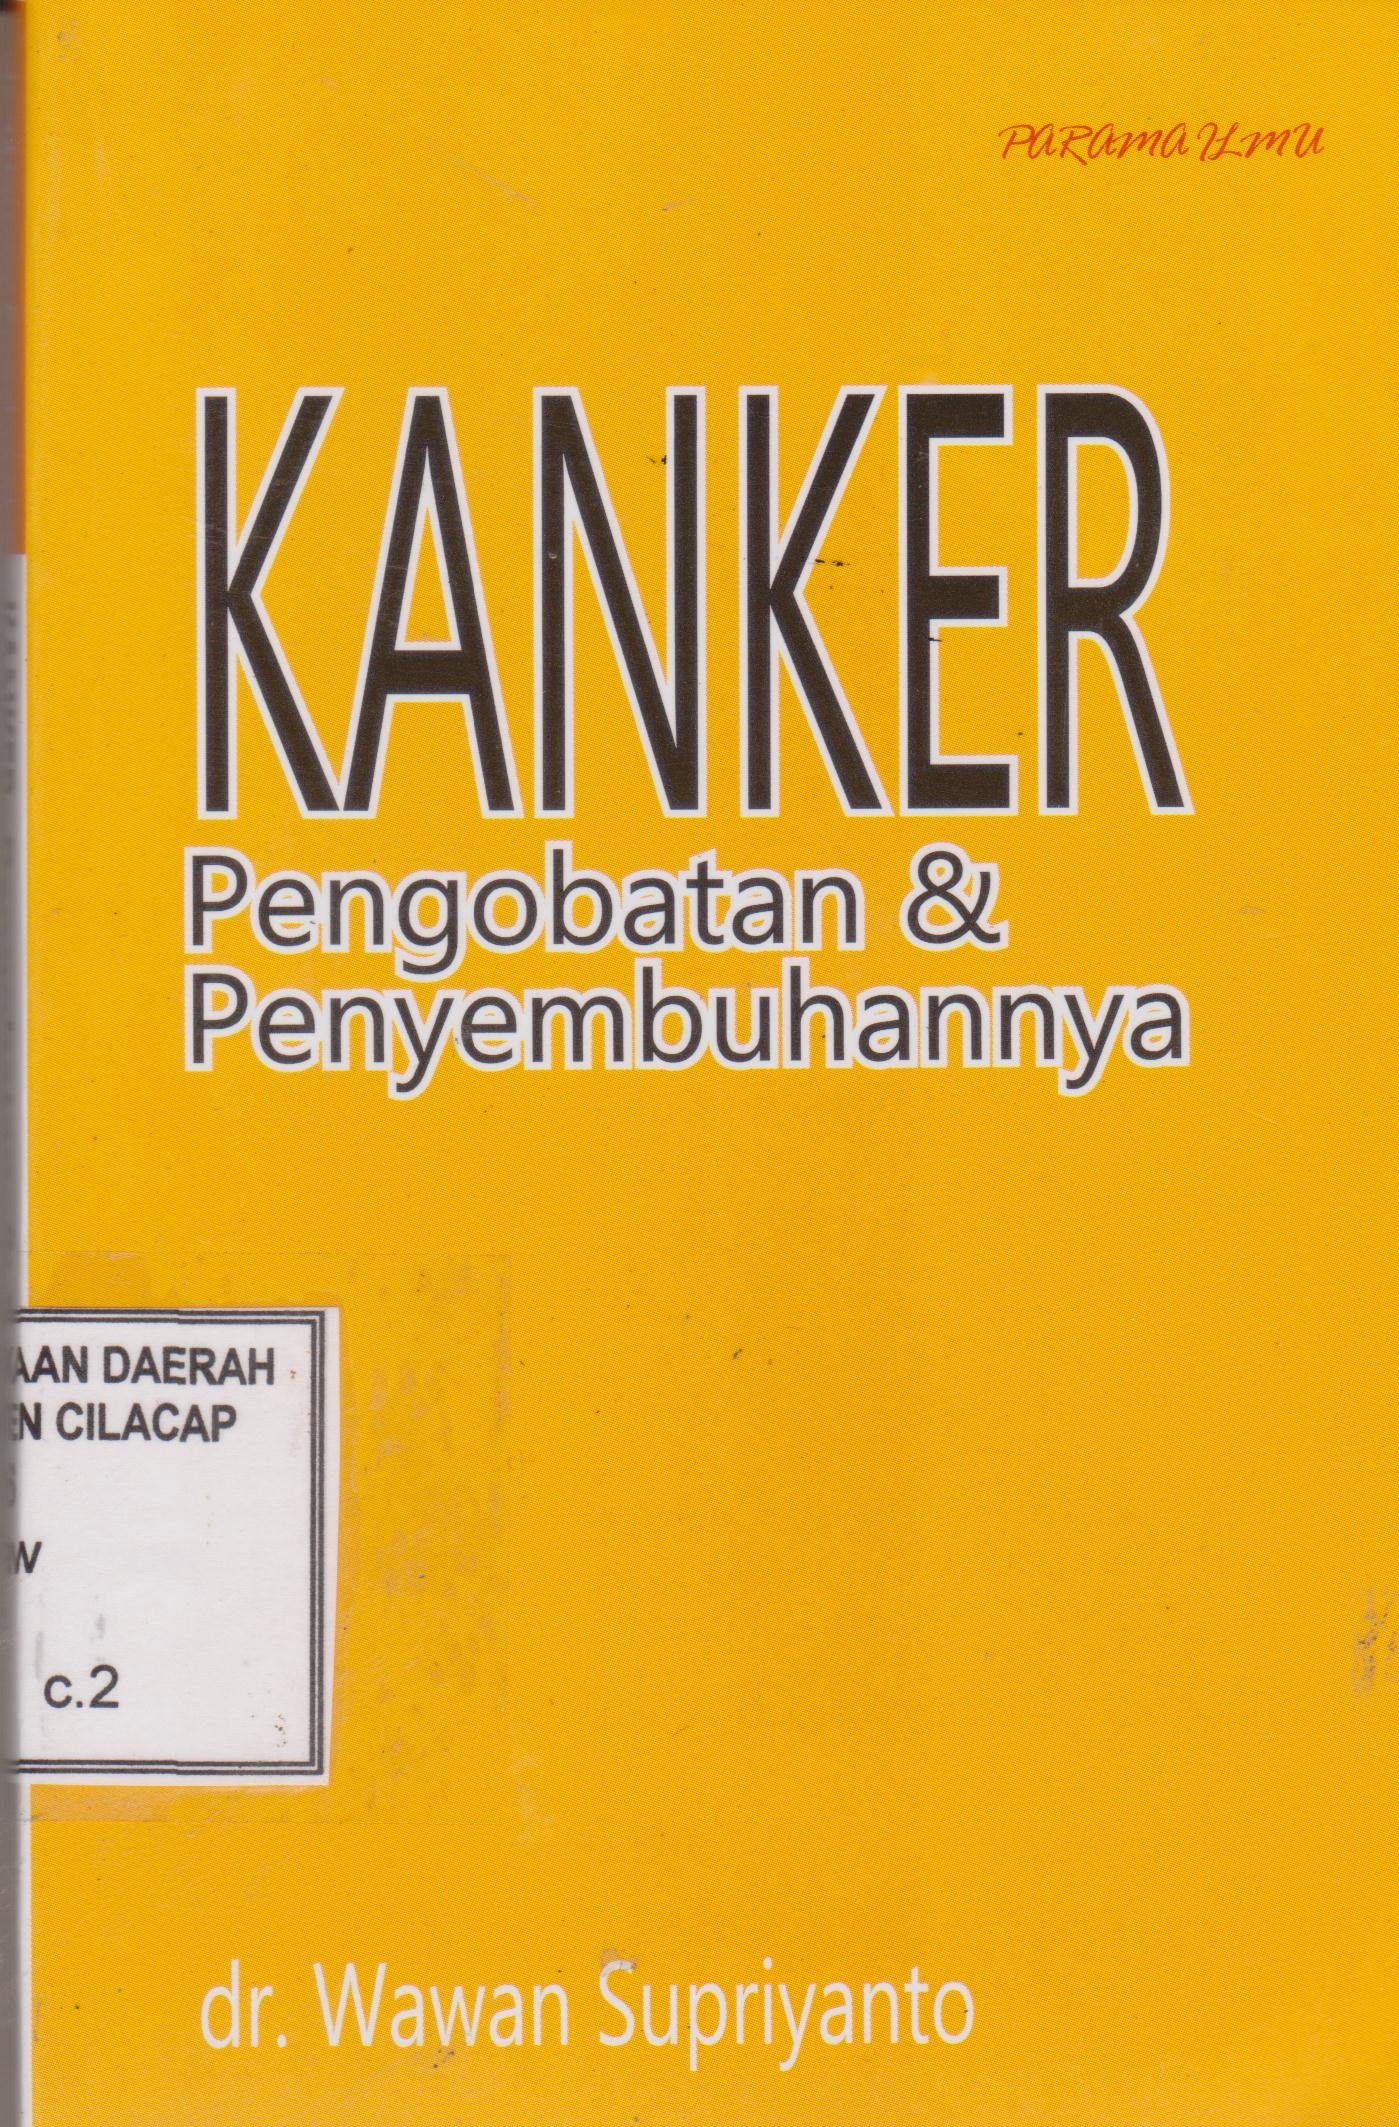 PARAMA ILMU
KANKER
Pengobatan &
Penyembuhannya
AAN DAERAH
EN CILACAP
W
c.2
dr. Wawan Supriyanto